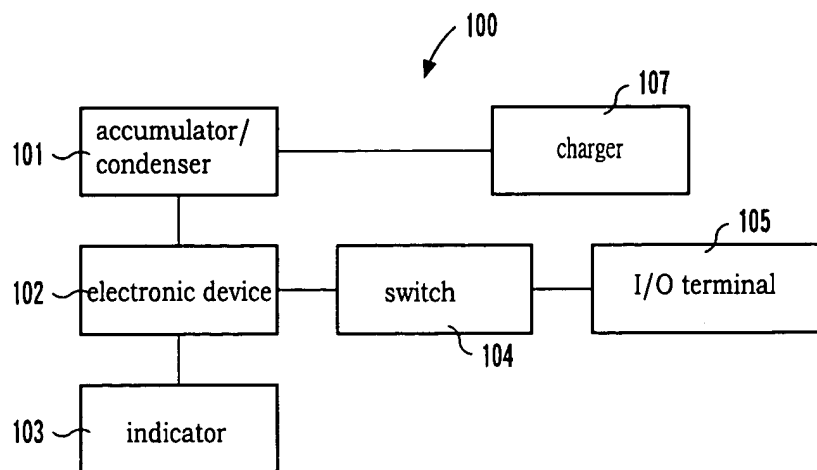 100
107
accumulator/
condenser
101
charger
105
102
electronic device
switch
I/O terminal
104
103
indicator